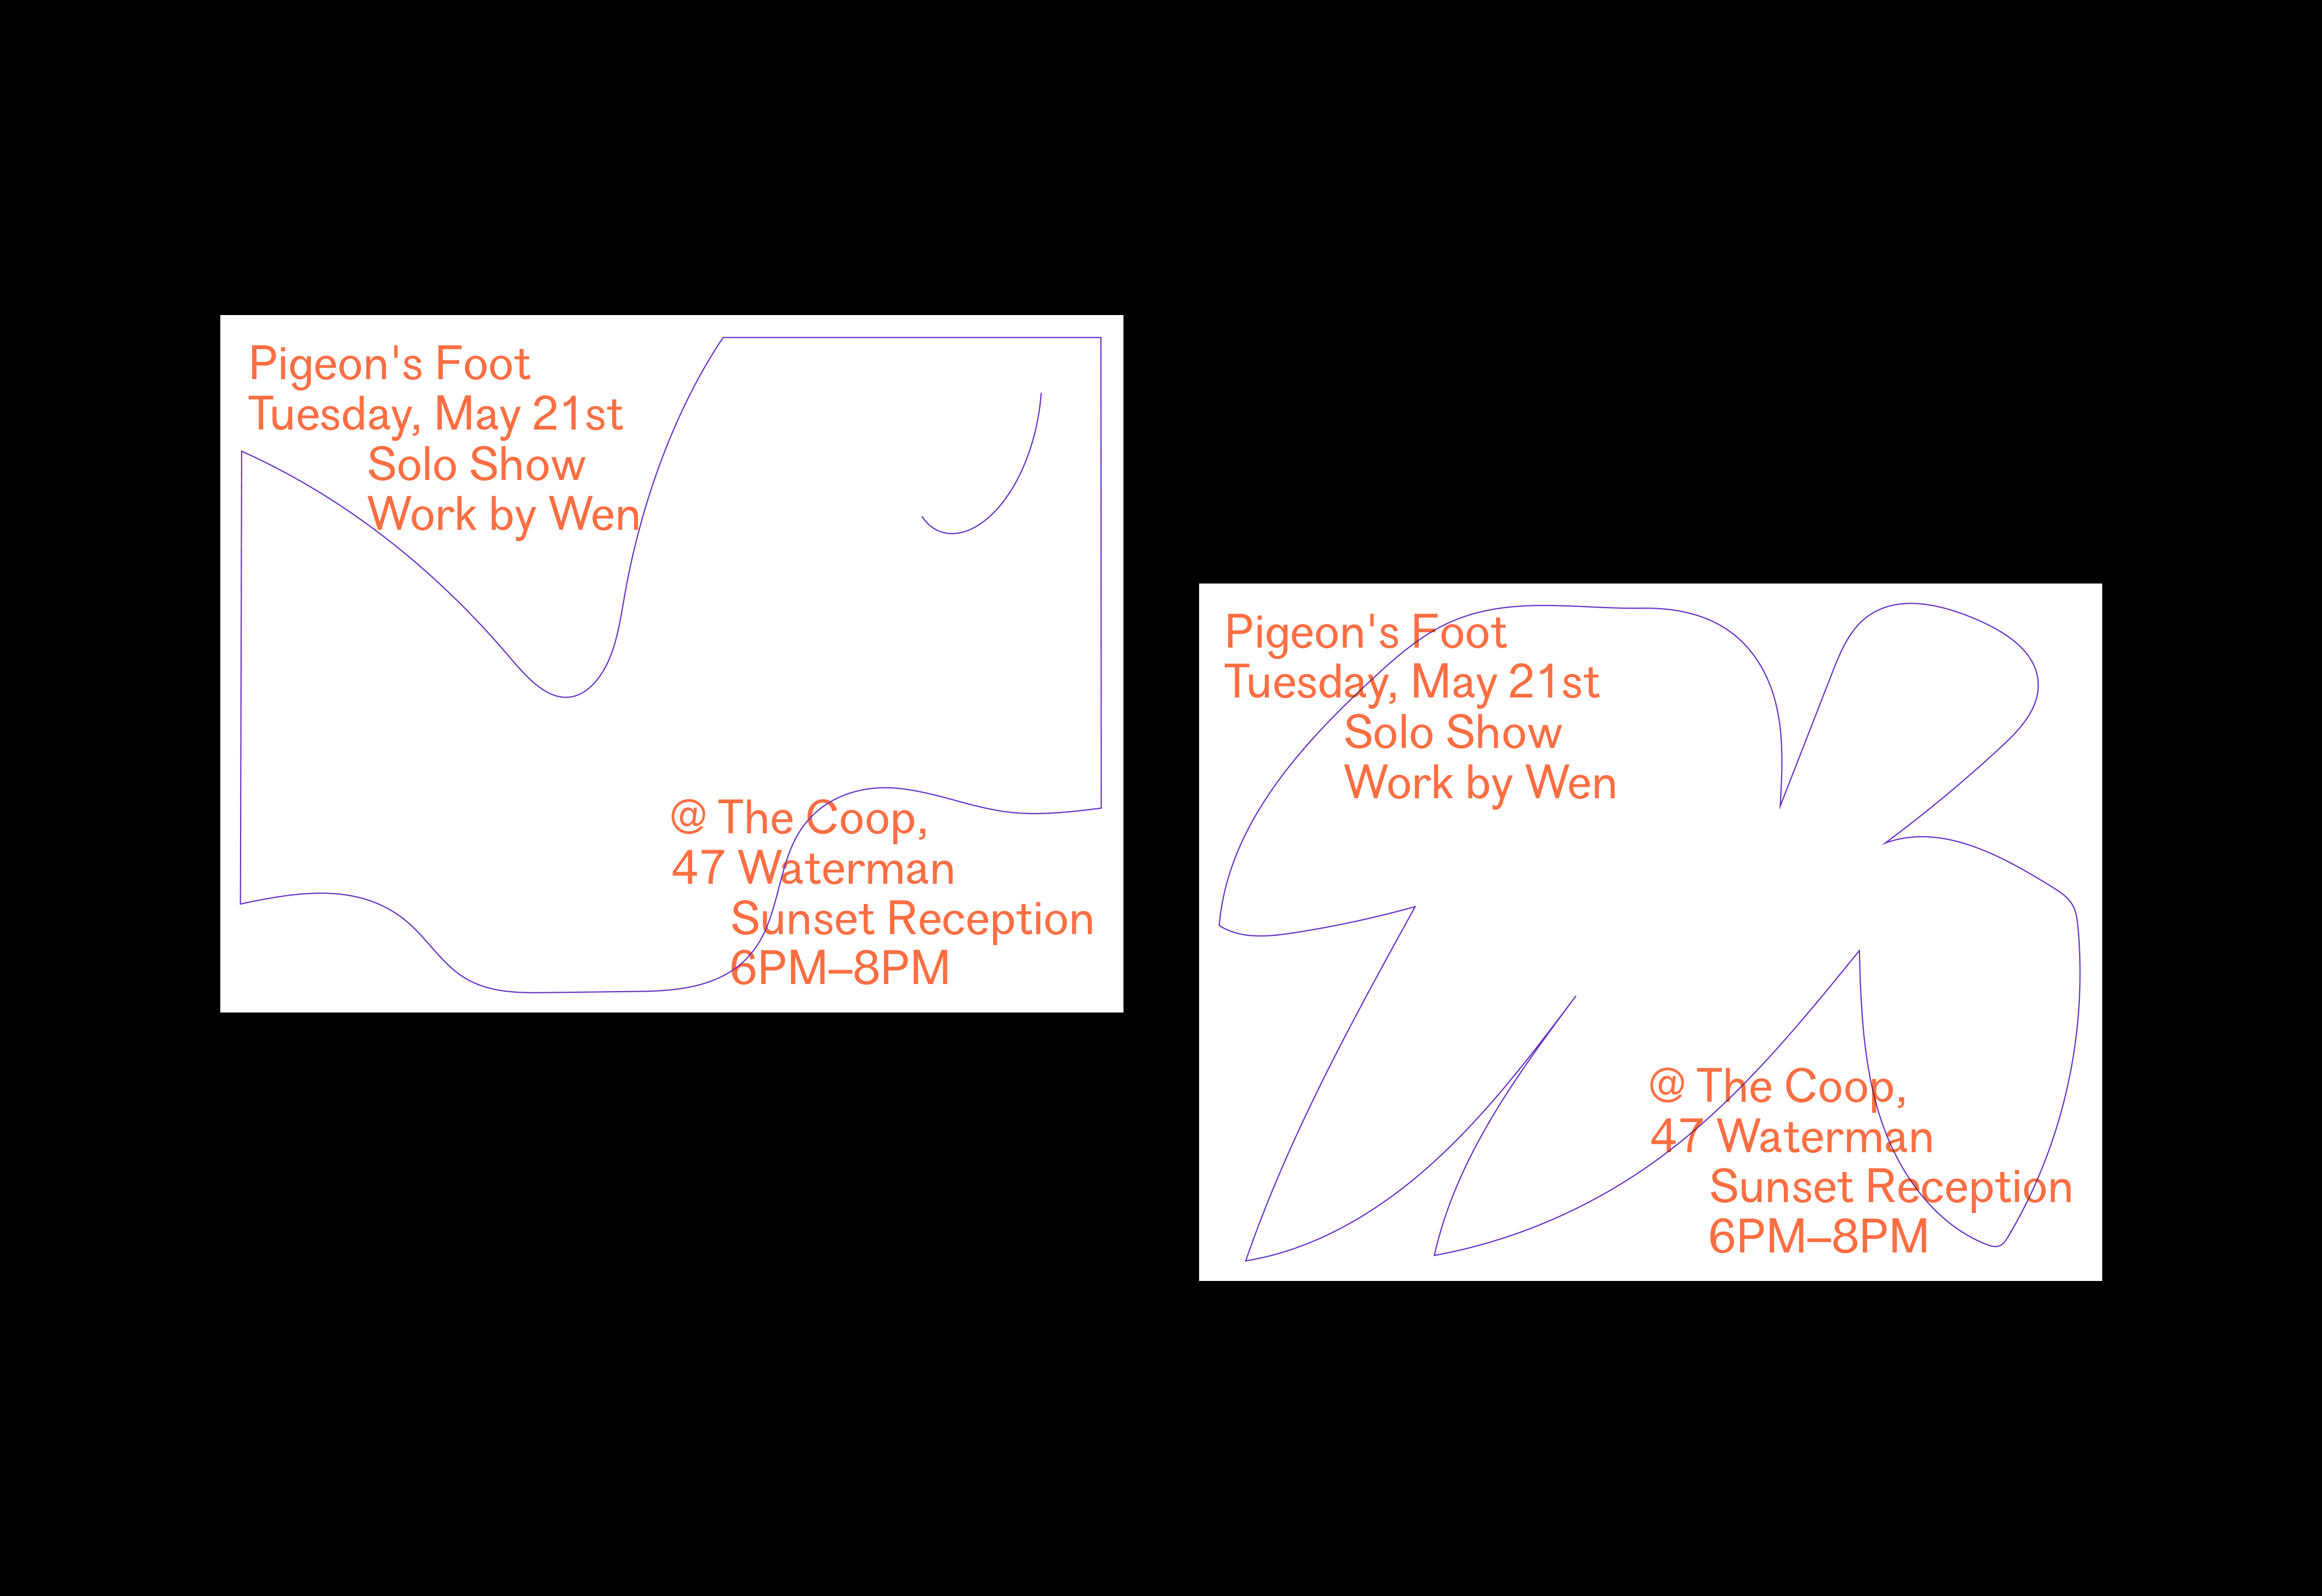 Pigeon's Foot
Tuesday, May 21st
Solo Show
Work by Wen
@ The Coop,
47 Waterman
Sunset Reception
6PM–8PM
Pigeon's Foot
Tuesday, May 21st
Solo Show
Work by Wen
@ The Coop,
47 Waterman
Sunset Reception
6PM–8PM